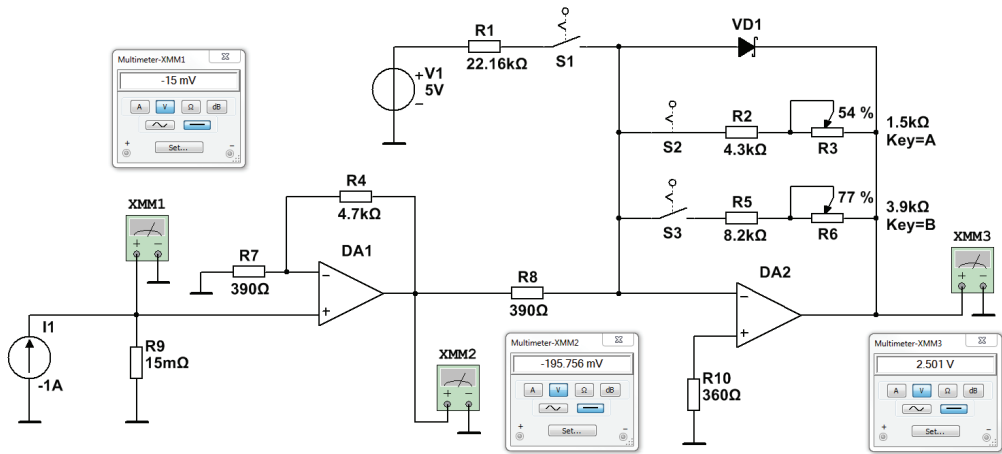 R1
22.16kΩ
S1
VD1
+ V1
5V
−
Multimeter-XMM1
-15 mV
A V Ω dB
Set...
+ −
S2
R2
4.3kΩ
54 %
R3
1.5kΩ
Key=A
S3
R5
8.2kΩ
77 %
R6
3.9kΩ
Key=B
XMM1
+ −
R4
4.7kΩ
R7
390Ω
DA1
−
+
R8
390Ω
DA2
−
+
XMM3
+ −
I1
-1A
R9
15mΩ
XMM2
+ −
Multimeter-XMM2
-195.756 mV
A V Ω dB
Set...
+ −
R10
360Ω
Multimeter-XMM3
2.501 V
A V Ω dB
Set...
+ −